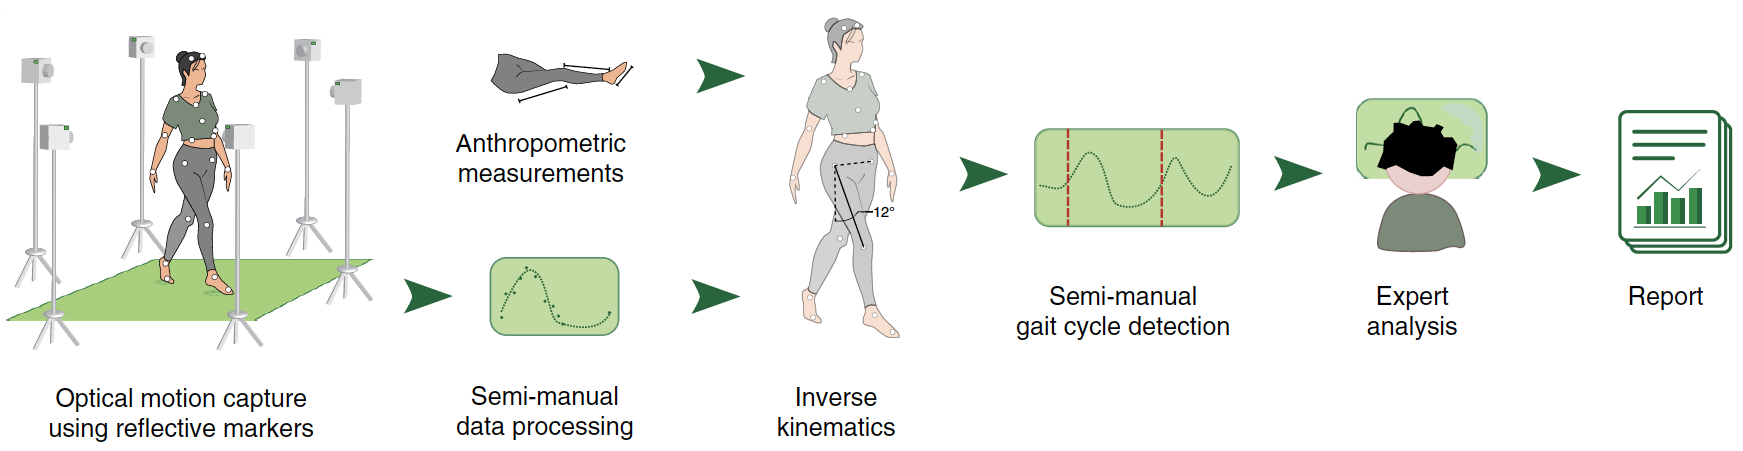 Anthropometric
measurements
12°
Semi-manual
gait cycle detection
Expert
analysis
Report
Optical motion capture
using reflective markers
Semi-manual
data processing
Inverse
kinematics